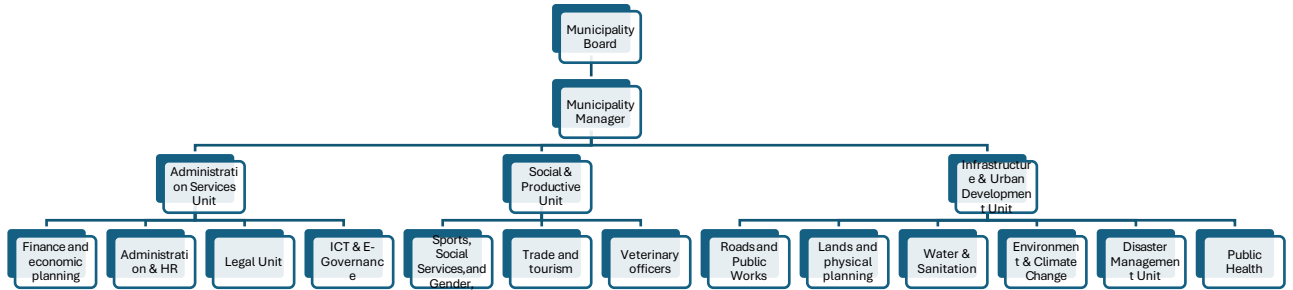 Municipality
Board
Municipality
Manager
Administrati
on Services
Unit
Social &
Productive
Unit
Infrastructur
e & Urban
Developmen
t Unit
Finance and
economic
planning
Administrati
on & HR
Legal Unit
ICT & E-
Governanc
e
Sports,
Social
Services,and
Gender,
Trade and
tourism
Veterinary
officers
Roads and
Public
Works
Lands and
physical
planning
Water &
Sanitation
Environmen
t & Climate
Change
Disaster
Managemen
t Unit
Public
Health